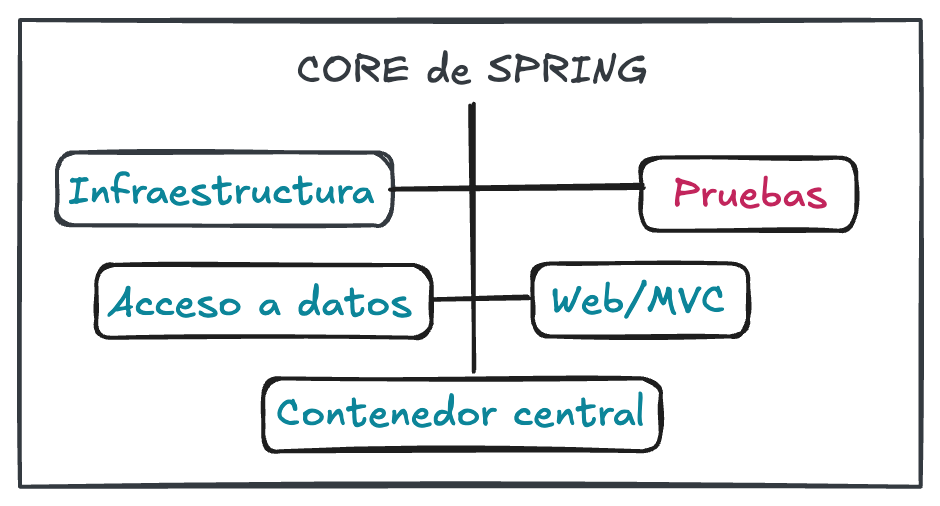 CORE de SPRING
Infraestructura
Pruebas
Acceso a datos
Web/MVC
Contenedor central